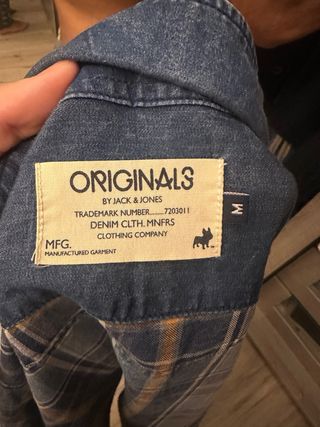 ORIGINALS
BY JACK & JONES
TRADEMARK NUMBER.........7203011
DENIM CLTH. MNFRS
CLOTHING COMPANY
MFG.
MANUFACTURED GARMENT
M